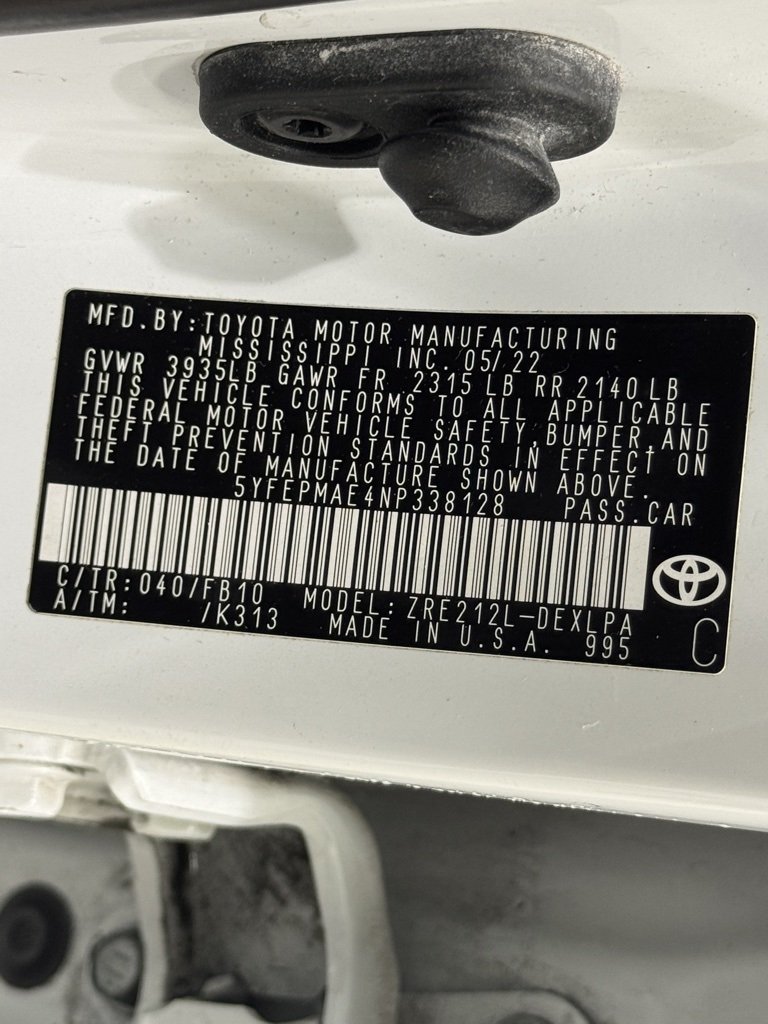 MFD.BY:TOYOTA MOTOR MANUFACTURING
MISSISSIPPI INC. 05/22
GVWR 3935LB GAWR FR 2315 LB RR 2140 LB
THIS VEHICLE CONFORMS TO ALL APPLICABLE
FEDERAL MOTOR VEHICLE SAFETY,BUMPER,AND
THEFT PREVENTION STANDARDS IN EFFECT ON
THE DATE OF MANUFACTURE SHOWN ABOVE.
5YFEPMAE4NP338128 PASS.CAR
C/TR:040/FB10 MODEL:ZRE212L-DEXLPA
A/TM: /K313 MADE IN U.S.A. 995 C